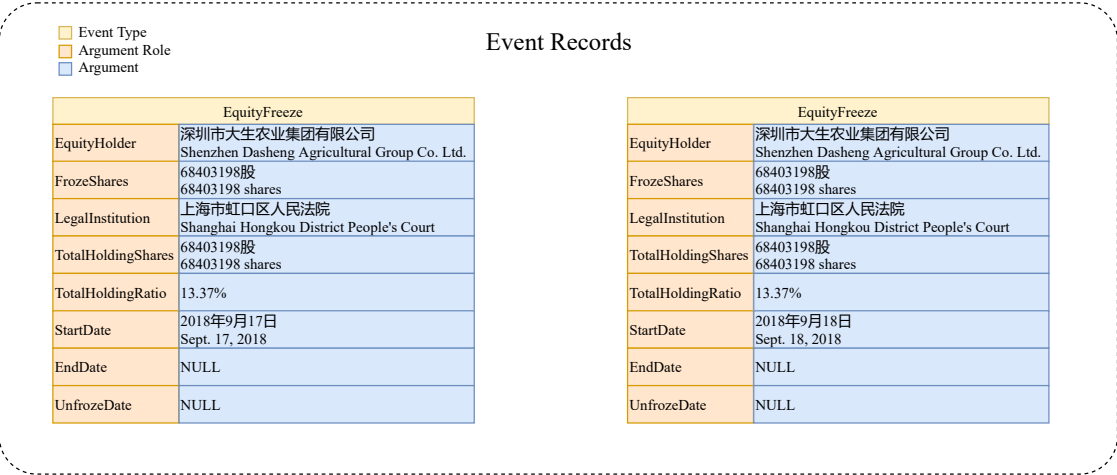 Event Type
Argument Role
Argument
Event Records
EquityFreeze
EquityHolder
深圳市大生农业集团有限公司
Shenzhen Dasheng Agricultural Group Co. Ltd.
FrozeShares
68403198股
68403198 shares
LegalInstitution
上海市虹口区人民法院
Shanghai Hongkou District People's Court
TotalHoldingShares
68403198股
68403198 shares
TotalHoldingRatio
13.37%
StartDate
2018年9月17日
Sept. 17, 2018
EndDate
NULL
UnfrozeDate
NULL
EquityFreeze
EquityHolder
深圳市大生农业集团有限公司
Shenzhen Dasheng Agricultural Group Co. Ltd.
FrozeShares
68403198股
68403198 shares
LegalInstitution
上海市虹口区人民法院
Shanghai Hongkou District People's Court
TotalHoldingShares
68403198股
68403198 shares
TotalHoldingRatio
13.37%
StartDate
2018年9月18日
Sept. 18, 2018
EndDate
NULL
UnfrozeDate
NULL